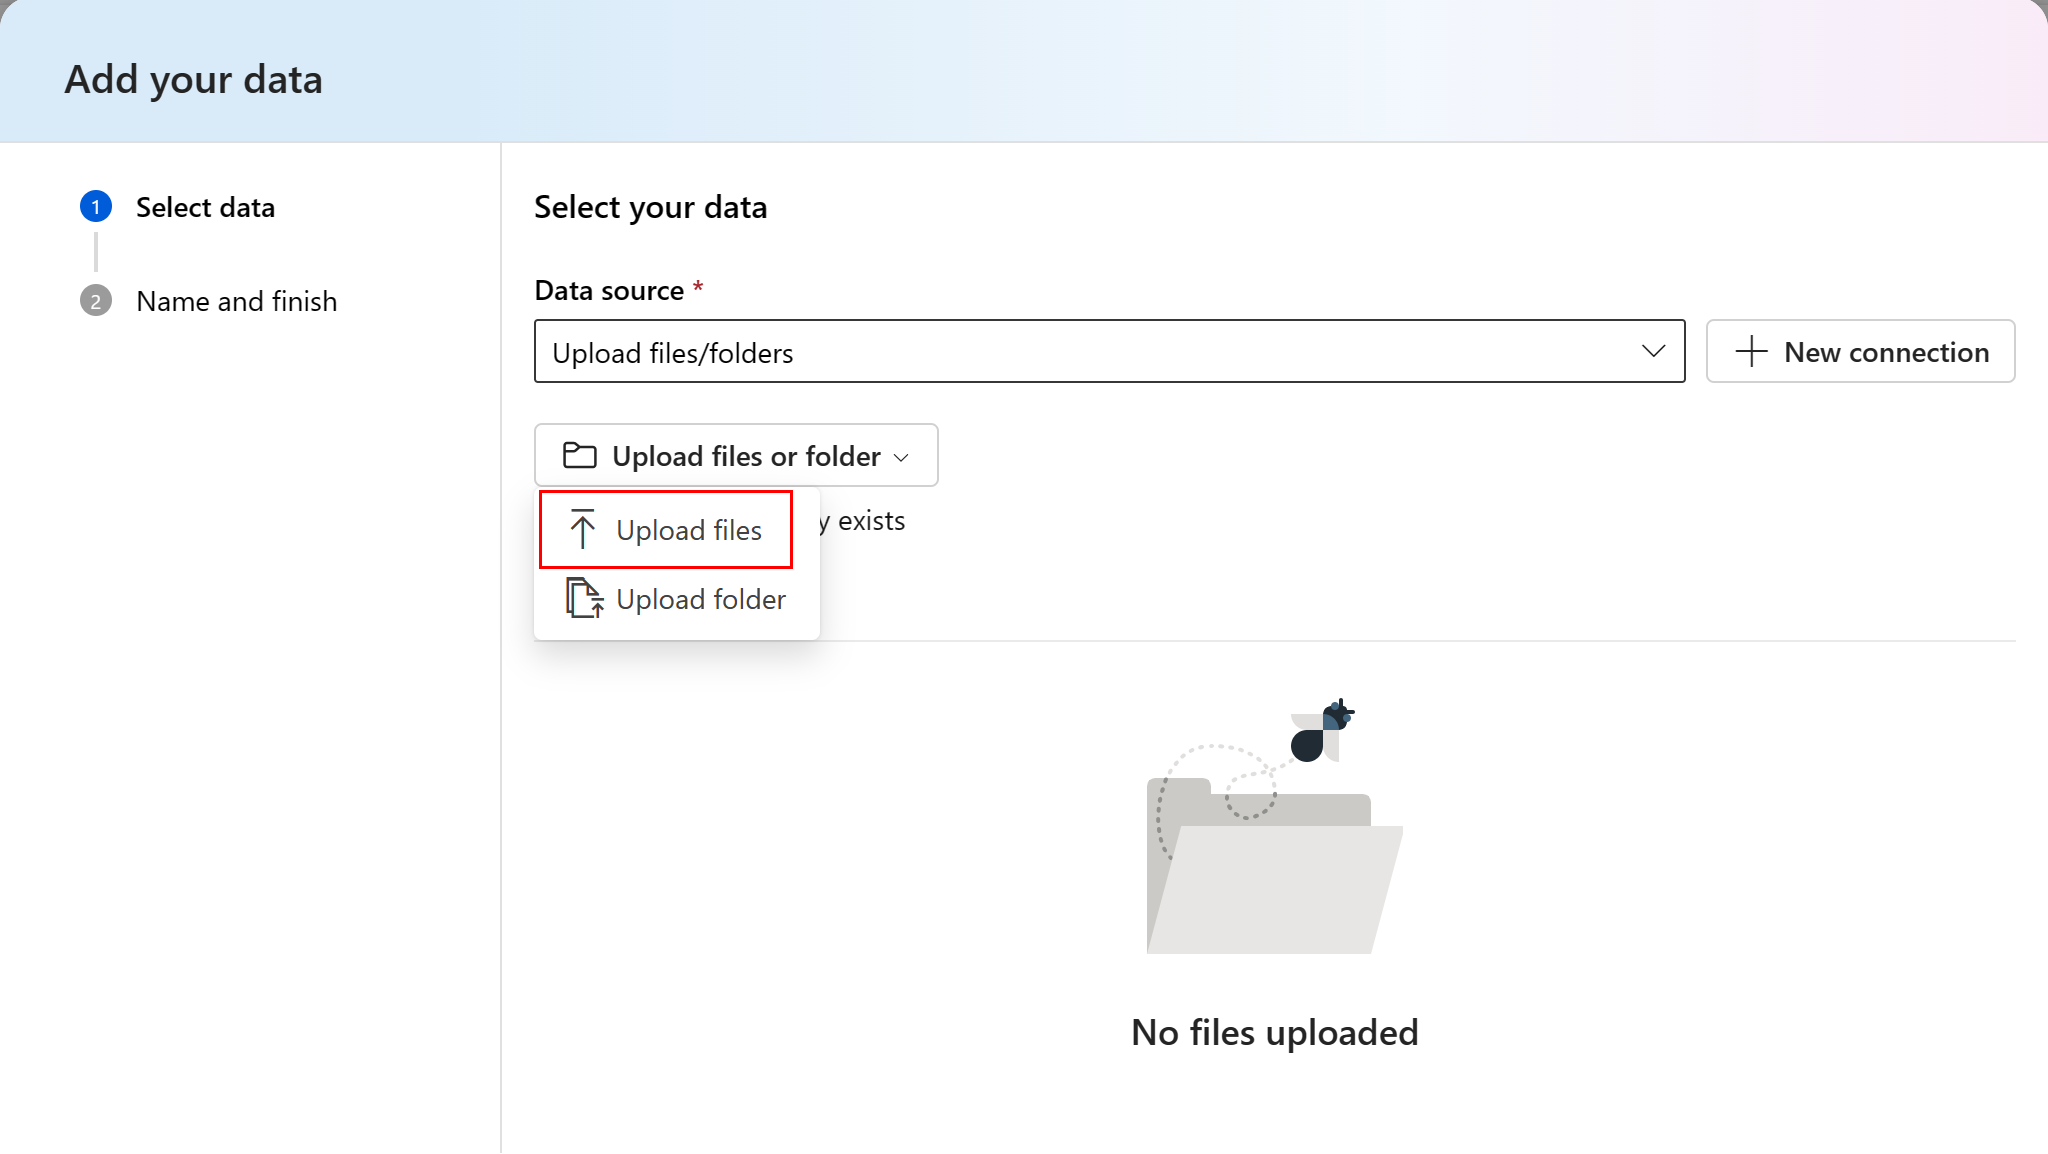 Add your data
1 Select data
2 Name and finish
Select your data
Data source *
Upload files/folders
New connection
Upload files or folder
Upload files
y exists
Upload folder
No files uploaded